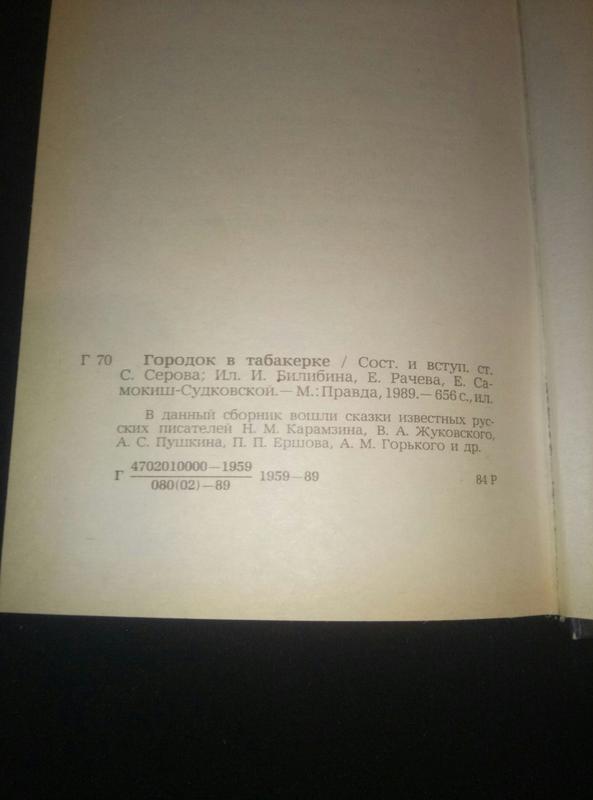 Г 70 Городок в табакерке / Сост. и вступ. ст.
С. Серова; Ил. И. Билибина, Е. Рачева, Е. Са-
мокиш-Судковской.— М.: Правда, 1989.— 656 с., ил.
В данный сборник вошли сказки известных рус-
ских писателей Н. М. Карамзина, В. А. Жуковского,
А. С. Пушкина, П. П. Ершова, А. М. Горького и др.
4702010000—1959
Г 1959—89
080(02)—89
84 Р